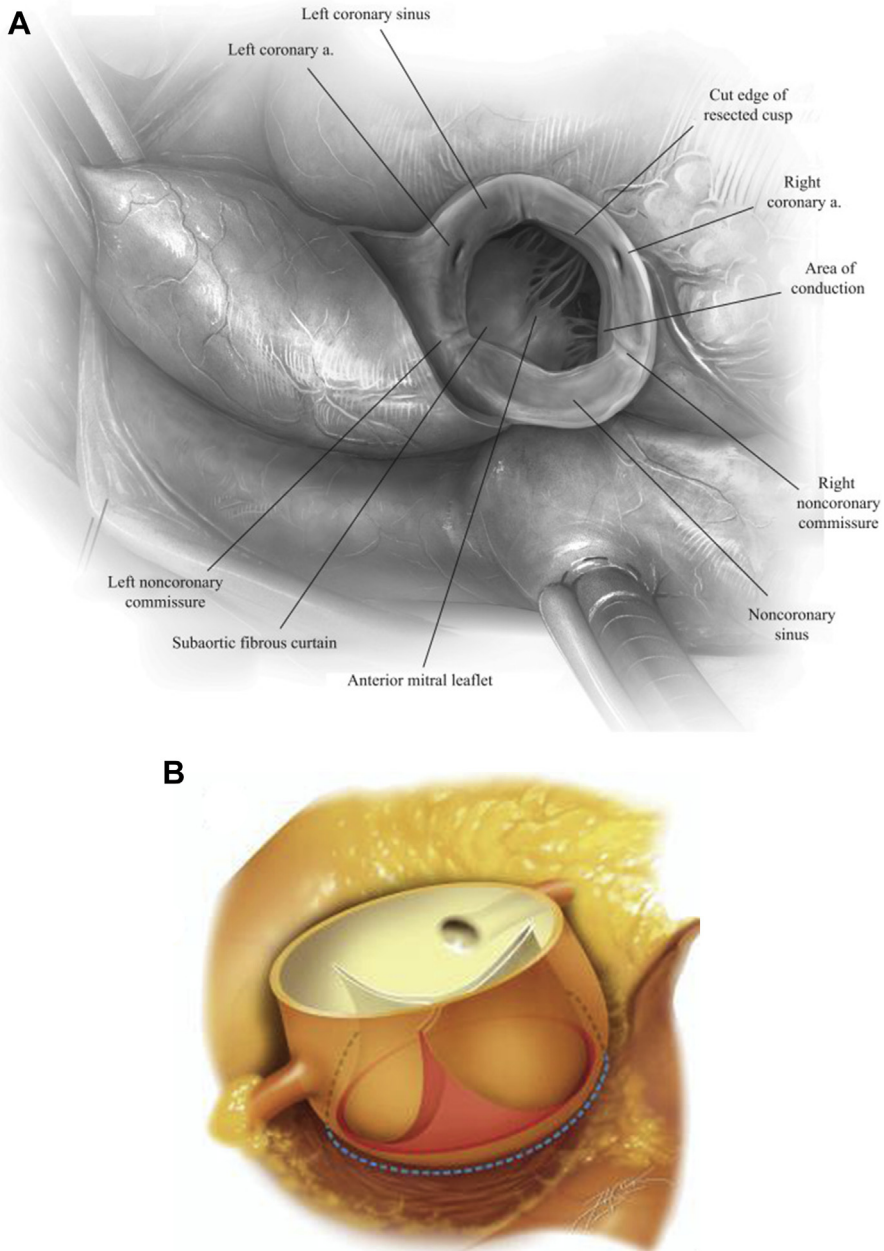 A
Left coronary sinus
Left coronary a.
Cut edge of
resected cusp
Right
coronary a.
Area of
conduction
Right
noncoronary
commissure
Left noncoronary
commissure
Noncoronary
sinus
Subaortic fibrous curtain
Anterior mitral leaflet
B